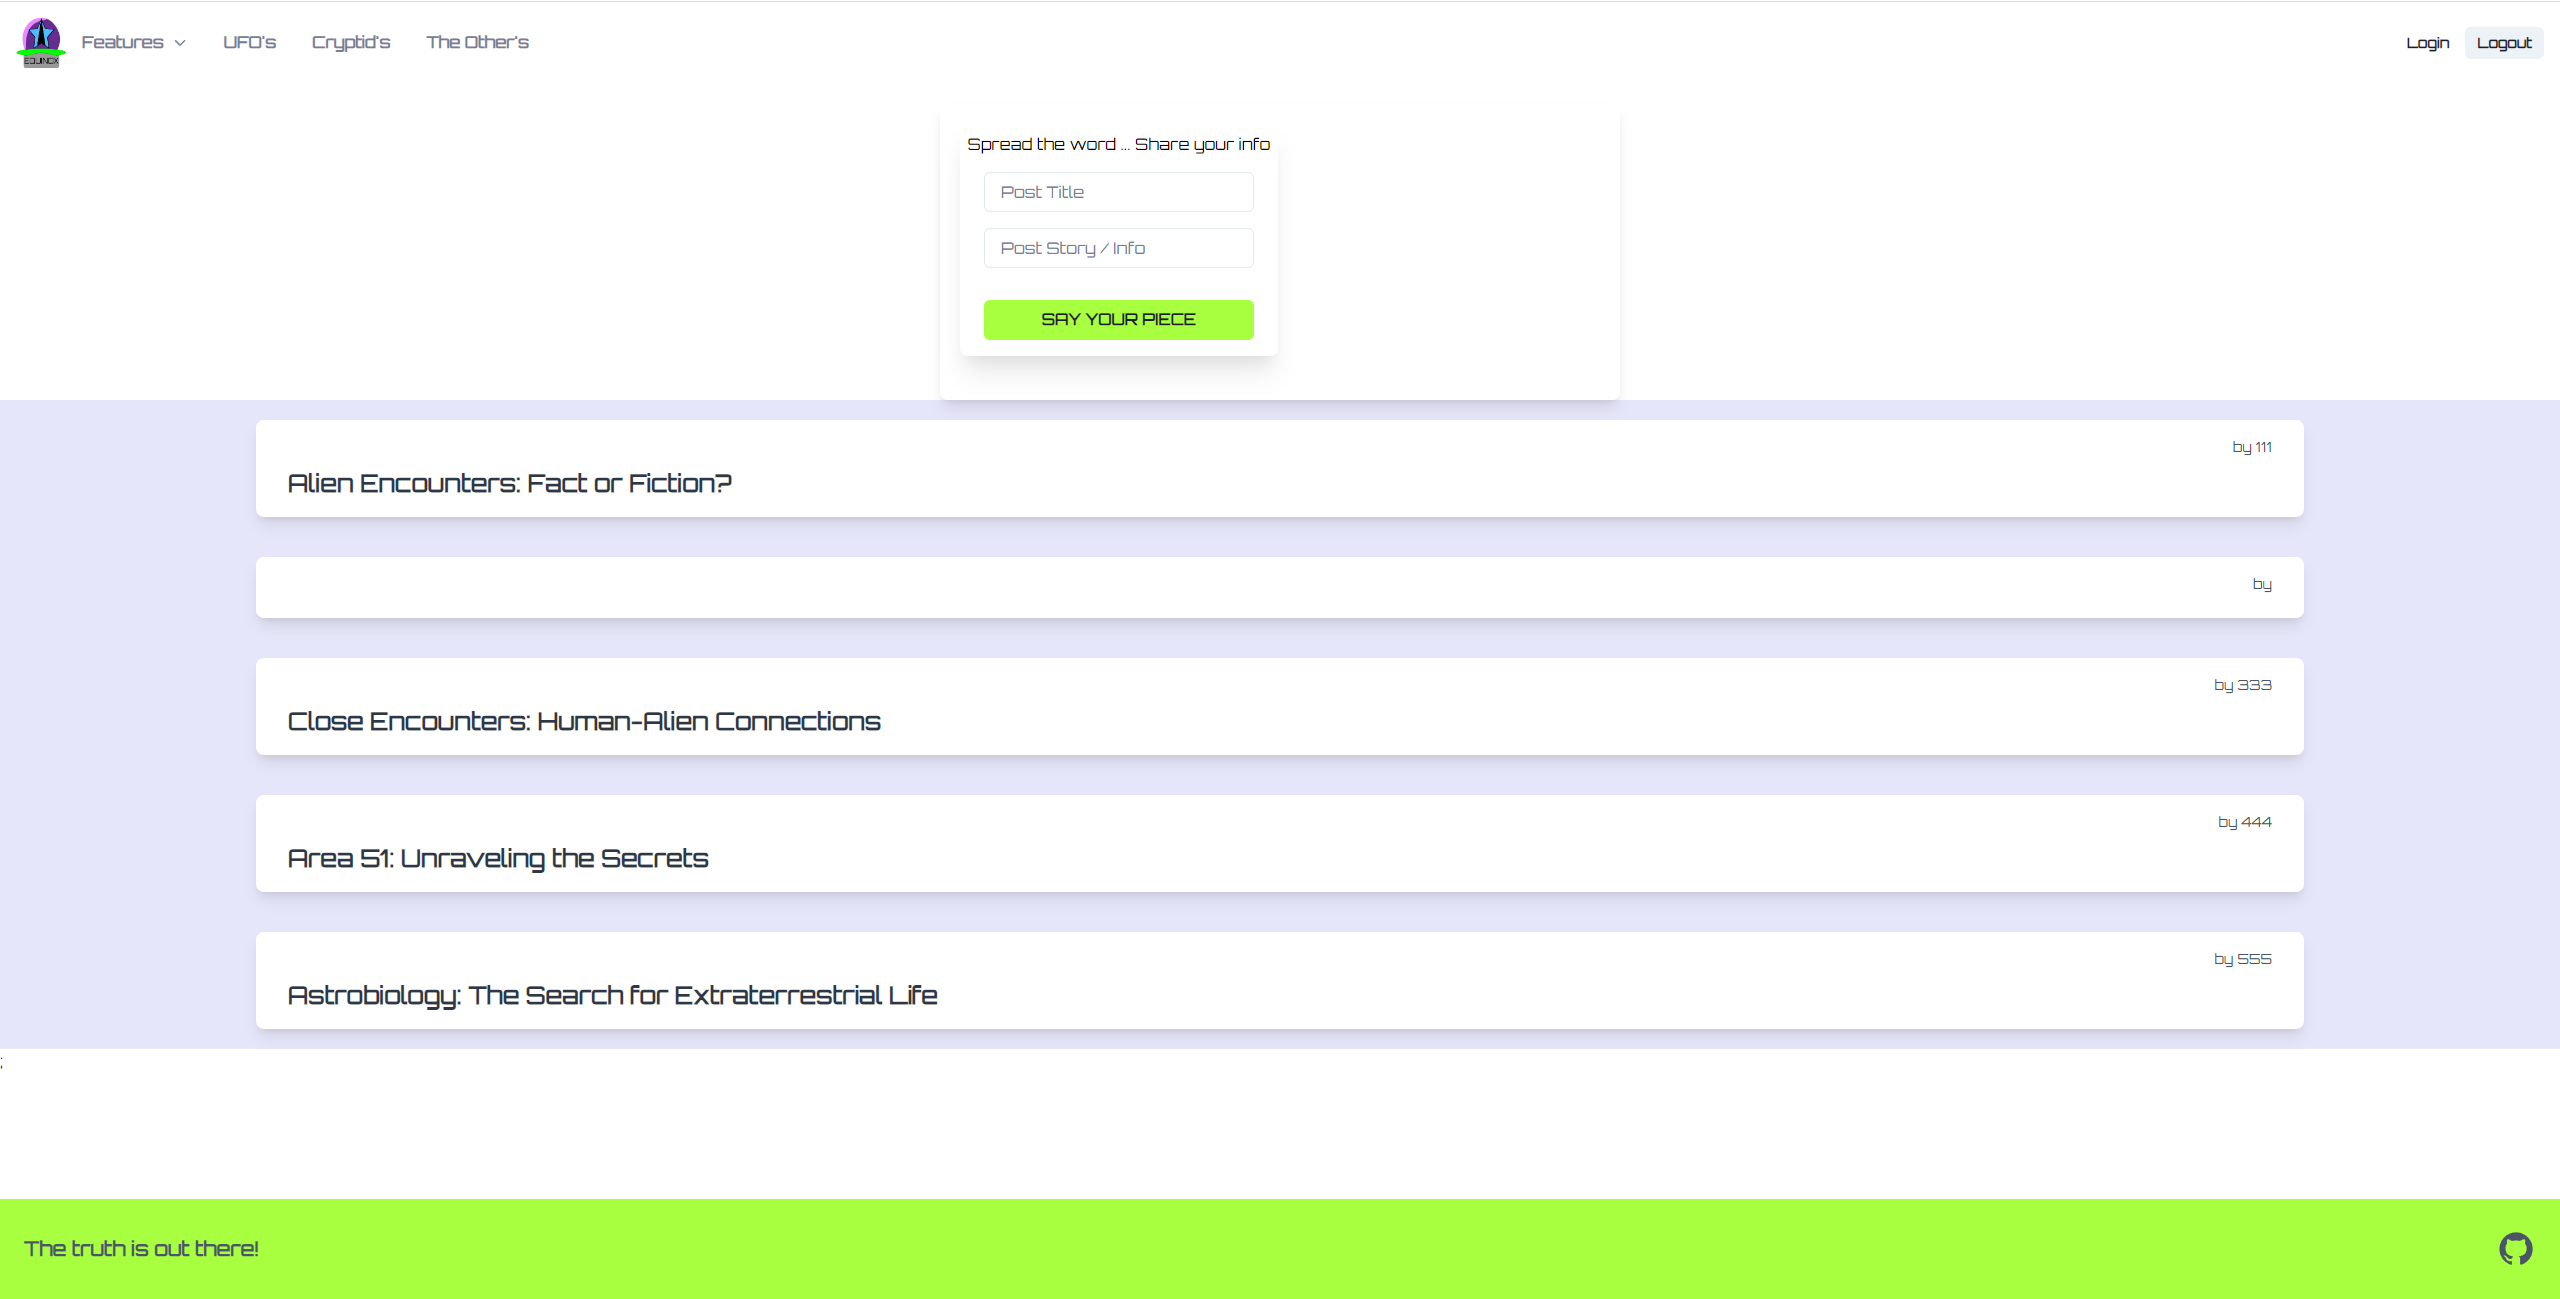 EQUINOX
Features
UFO's
Cryptid's
The Other's
Login
Logout
Spread the word ... Share your info
Post Title
Post Story / Info
SAY YOUR PIECE
by 111
Alien Encounters: Fact or Fiction?
by
by 333
Close Encounters: Human-Alien Connections
by 444
Area 51: Unraveling the Secrets
by 555
Astrobiology: The Search for Extraterrestrial Life
;
The truth is out there!